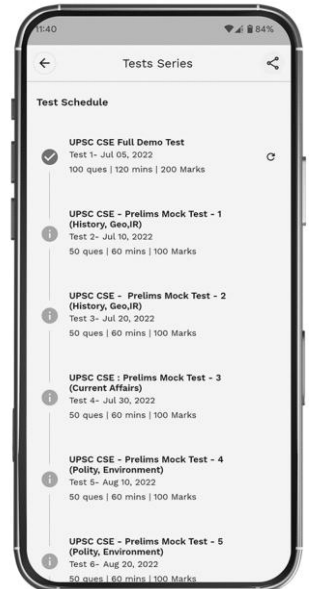 11:40 84%
Tests Series
Test Schedule
UPSC CSE Full Demo Test
Test 1- Jul 05, 2022
100 ques | 120 mins | 200 Marks
UPSC CSE - Prelims Mock Test - 1
(History, Geo,IR)
Test 2- Jul 10, 2022
50 ques | 60 mins | 100 Marks
UPSC CSE - Prelims Mock Test - 2
(History, Geo,IR)
Test 3- Jul 20, 2022
50 ques | 60 mins | 100 Marks
UPSC CSE : Prelims Mock Test - 3
(Current Affairs)
Test 4- Jul 30, 2022
50 ques | 60 mins | 100 Marks
UPSC CSE - Prelims Mock Test - 4
(Polity, Environment)
Test 5- Aug 10, 2022
50 ques | 60 mins | 100 Marks
UPSC CSE - Prelims Mock Test - 5
(Polity, Environment)
Test 6- Aug 20, 2022
50 ques | 60 mins | 100 Marks